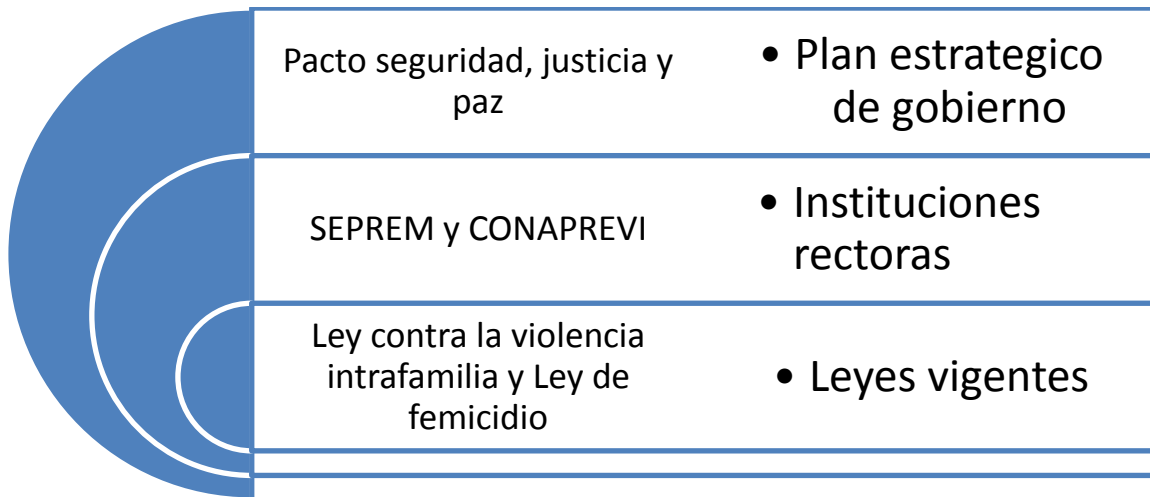 Pacto seguridad, justicia y
paz
• Plan estrategico
de gobierno
SEPREM y CONAPREVI
• Instituciones
rectoras
Ley contra la violencia
intrafamilia y Ley de
femicidio
• Leyes vigentes